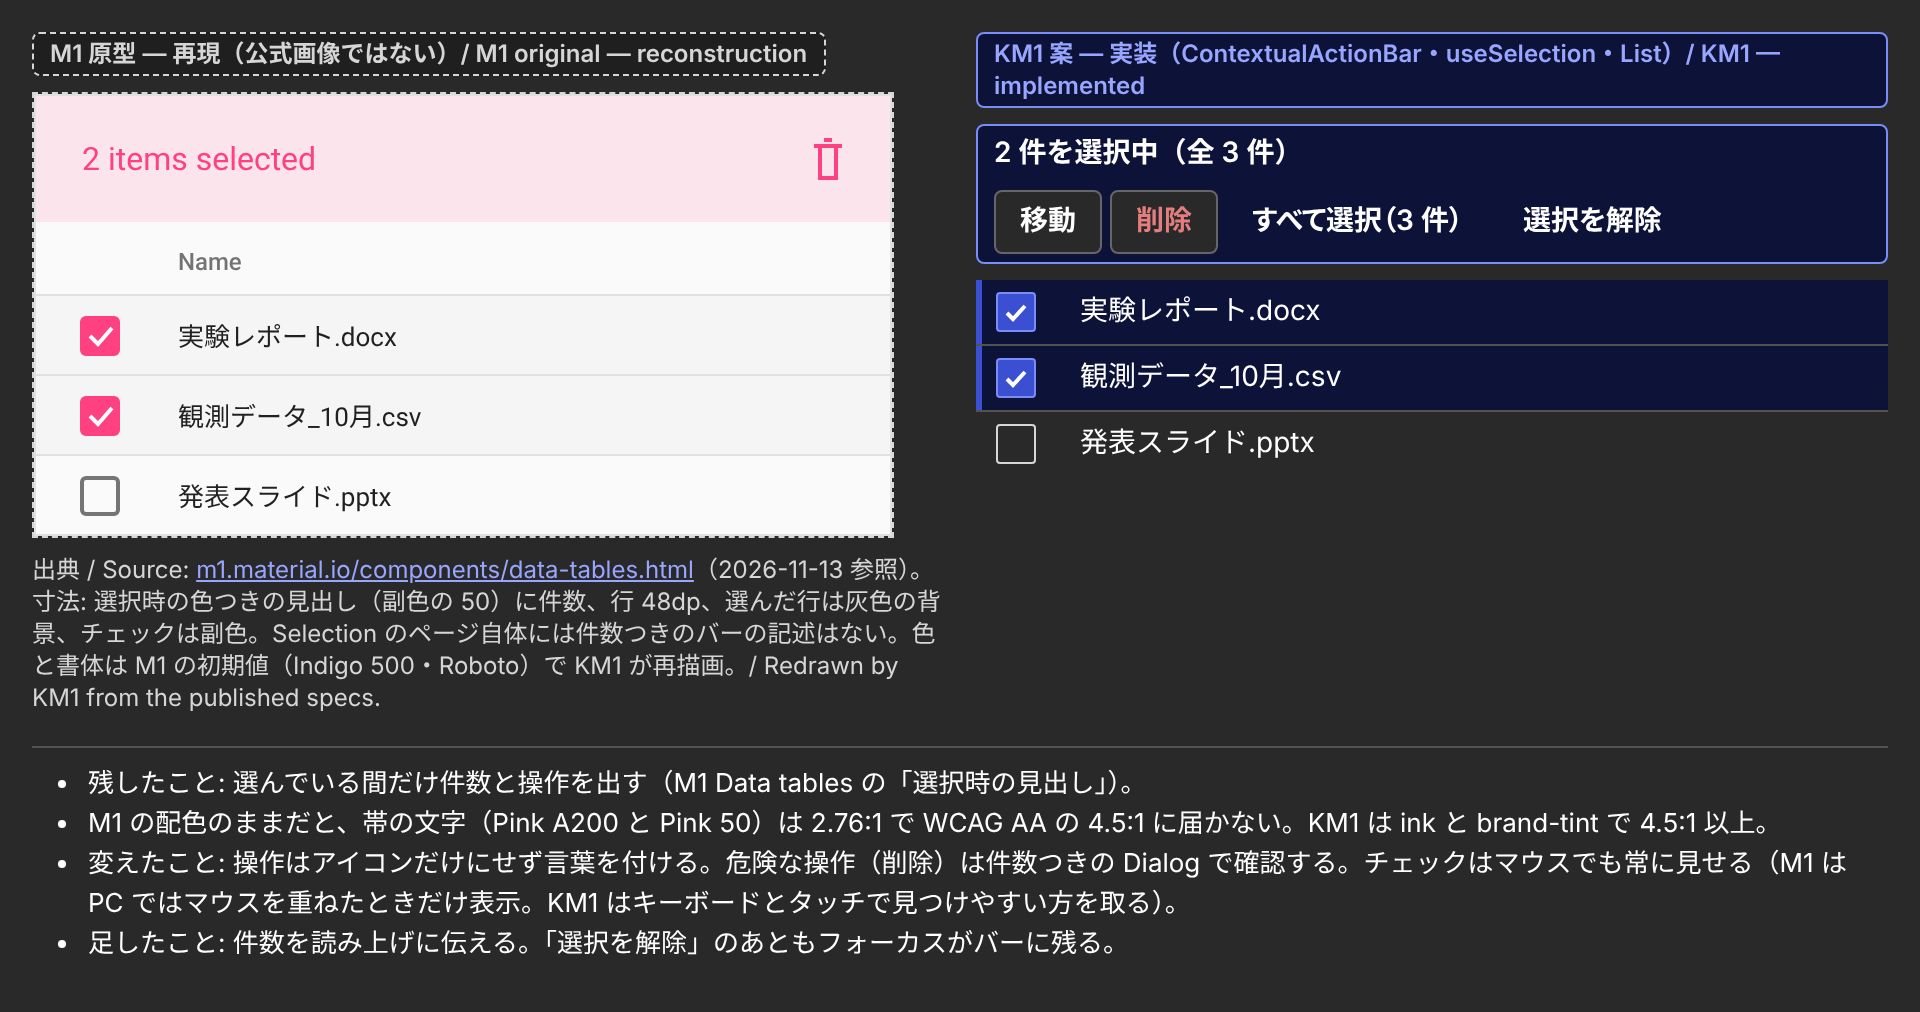 M1 原型 — 再現（公式画像ではない）/ M1 original — reconstruction
2 items selected
Name
実験レポート.docx
観測データ_10月.csv
発表スライド.pptx
出典 / Source: m1.material.io/components/data-tables.html（2026-11-13 参照）。
寸法: 選択時の色つきの見出し（副色の 50）に件数、行 48dp、選んだ行は灰色の背
景、チェックは副色。Selection のページ自体には件数つきのバーの記述はない。色
と書体は M1 の初期値（Indigo 500・Roboto）で KM1 が再描画。/ Redrawn by
KM1 from the published specs.
KM1 案 — 実装（ContextualActionBar・useSelection・List）/ KM1 —
implemented
2 件を選択中（全 3 件）
移動 削除 すべて選択（3 件） 選択を解除
実験レポート.docx
観測データ_10月.csv
発表スライド.pptx
• 残したこと: 選んでいる間だけ件数と操作を出す（M1 Data tables の「選択時の見出し」）。
• M1 の配色のままだと、帯の文字（Pink A200 と Pink 50）は 2.76:1 で WCAG AA の 4.5:1 に届かない。KM1 は ink と brand-tint で 4.5:1 以上。
• 変えたこと: 操作はアイコンだけにせず言葉を付ける。危険な操作（削除）は件数つきの Dialog で確認する。チェックはマウスでも常に見せる（M1 は
PC ではマウスを重ねたときだけ表示。KM1 はキーボードとタッチで見つけやすい方を取る）。
• 足したこと: 件数を読み上げに伝える。「選択を解除」のあともフォーカスがバーに残る。